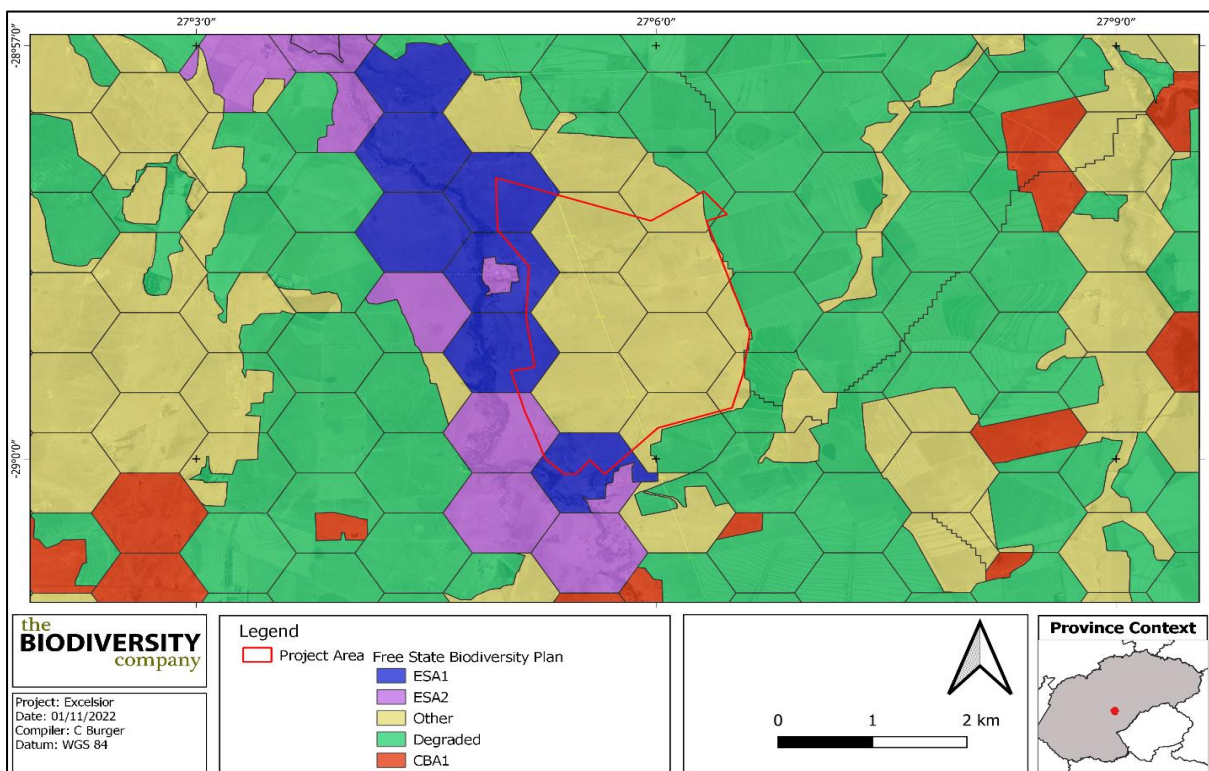 27°3'0"
27°6'0"
27°9'0"
-28°57'0"
-29°0'0"
the
BIODIVERSITY
company
Project: Excelsior
Date: 01/11/2022
Compiler: C Burger
Datum: WGS 84
Legend
Project Area
Free State Biodiversity Plan
ESA1
ESA2
Other
Degraded
CBA1
0 1 2 km
Province Context